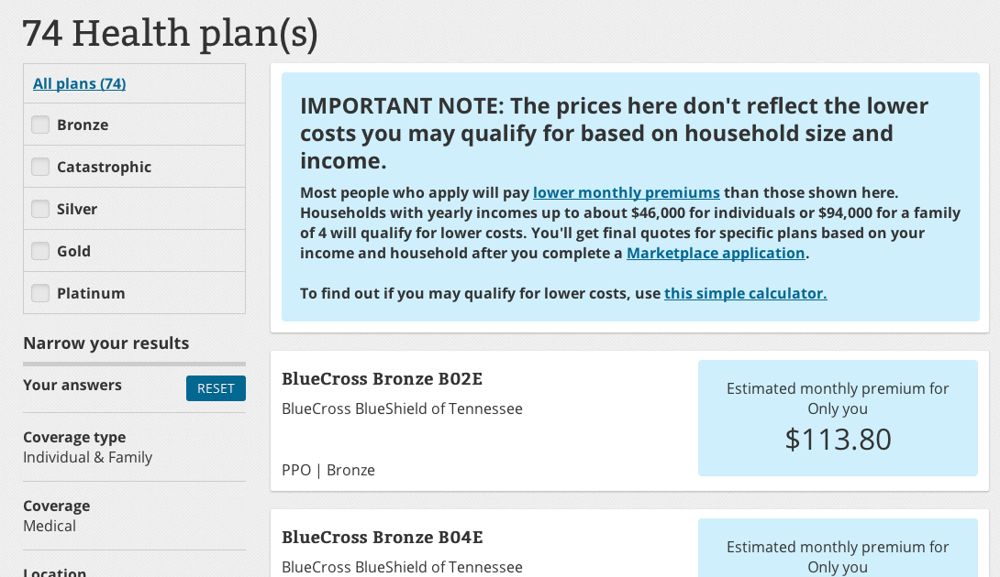 74 Health plan(s)
All plans (74)
Bronze
Catastrophic
Silver
Gold
Platinum
Narrow your results
Your answers
RESET
Coverage type
Individual & Family
Coverage
Medical
Location
IMPORTANT NOTE: The prices here don't reflect the lower
costs you may qualify for based on household size and
income.
Most people who apply will pay lower monthly premiums than those shown here.
Households with yearly incomes up to about $46,000 for individuals or $94,000 for a family
of 4 will qualify for lower costs. You'll get final quotes for specific plans based on your
income and household after you complete a Marketplace application.
To find out if you may qualify for lower costs, use this simple calculator.
BlueCross Bronze B02E
BlueCross BlueShield of Tennessee
PPO | Bronze
Estimated monthly premium for
Only you
$113.80
BlueCross Bronze B04E
BlueCross BlueShield of Tennessee
Estimated monthly premium for
Only you